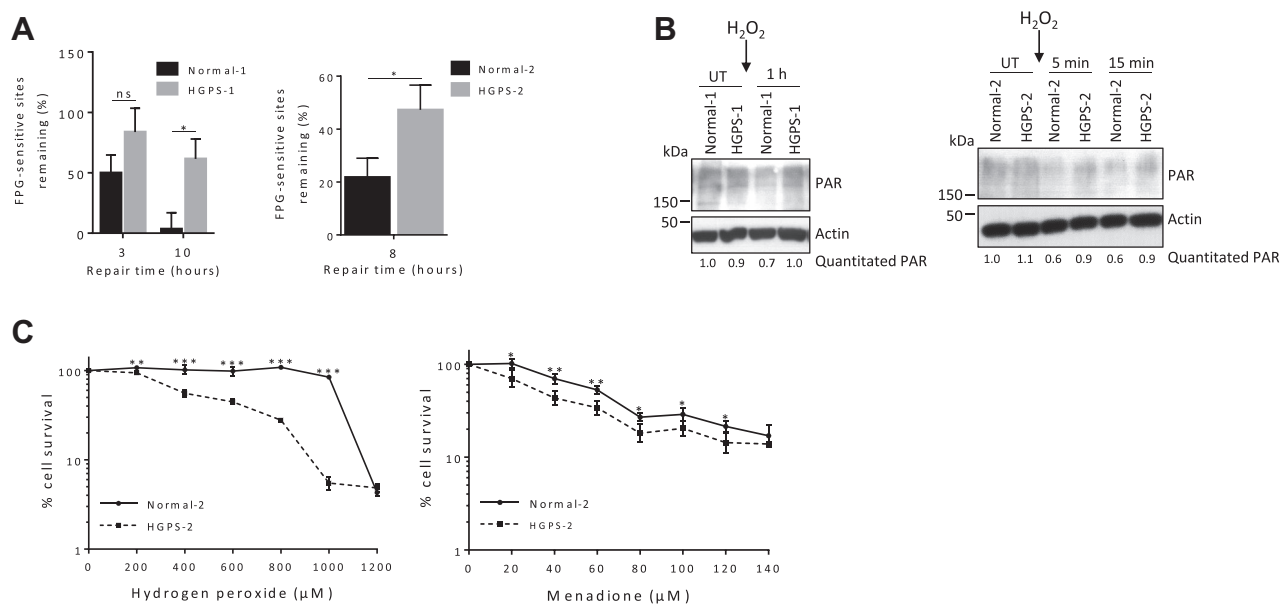 A
FPG-sensitive sites
remaining (%)
150
100
50
0
ns
*
Normal-1
HGPS-1
3 10
Repair time (hours)
FPG-sensitive sites
remaining (%)
60
40
20
0
*
Normal-2
HGPS-2
8
Repair time (hours)
B
H2O2
UT 1 h
Normal-1 HGPS-1 Normal-1 HGPS-1
kDa
150
50
PAR
Actin
1.0 0.9 0.7 1.0 Quantitated PAR
H2O2
UT 5 min 15 min
Normal-2 HGPS-2 Normal-2 HGPS-2 Normal-2 HGPS-2
kDa
150
50
PAR
Actin
1.0 1.1 0.6 0.9 0.6 0.9 Quantitated PAR
C
% cell survival
100
10
1
** *** *** *** ***
Normal-2
HGPS-2
0 200 400 600 800 1000 1200
Hydrogen peroxide (µM)
% cell survival
100
10
1
* ** ** * * *
Normal-2
HGPS-2
0 20 40 60 80 100 120 140
Menadione (µM)